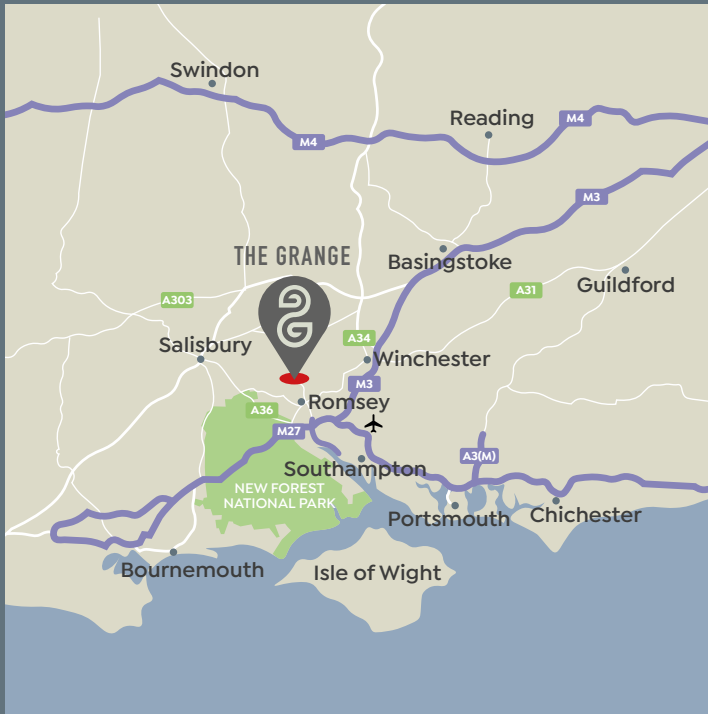 Swindon
Reading
M4
M4
M3
THE GRANGE
Basingstoke
Guildford
A303
A31
A34
Salisbury
Winchester
M3
Romsey
A36
M27
A3(M)
Southampton
NEW FOREST
NATIONAL PARK
Portsmouth
Chichester
Bournemouth
Isle of Wight